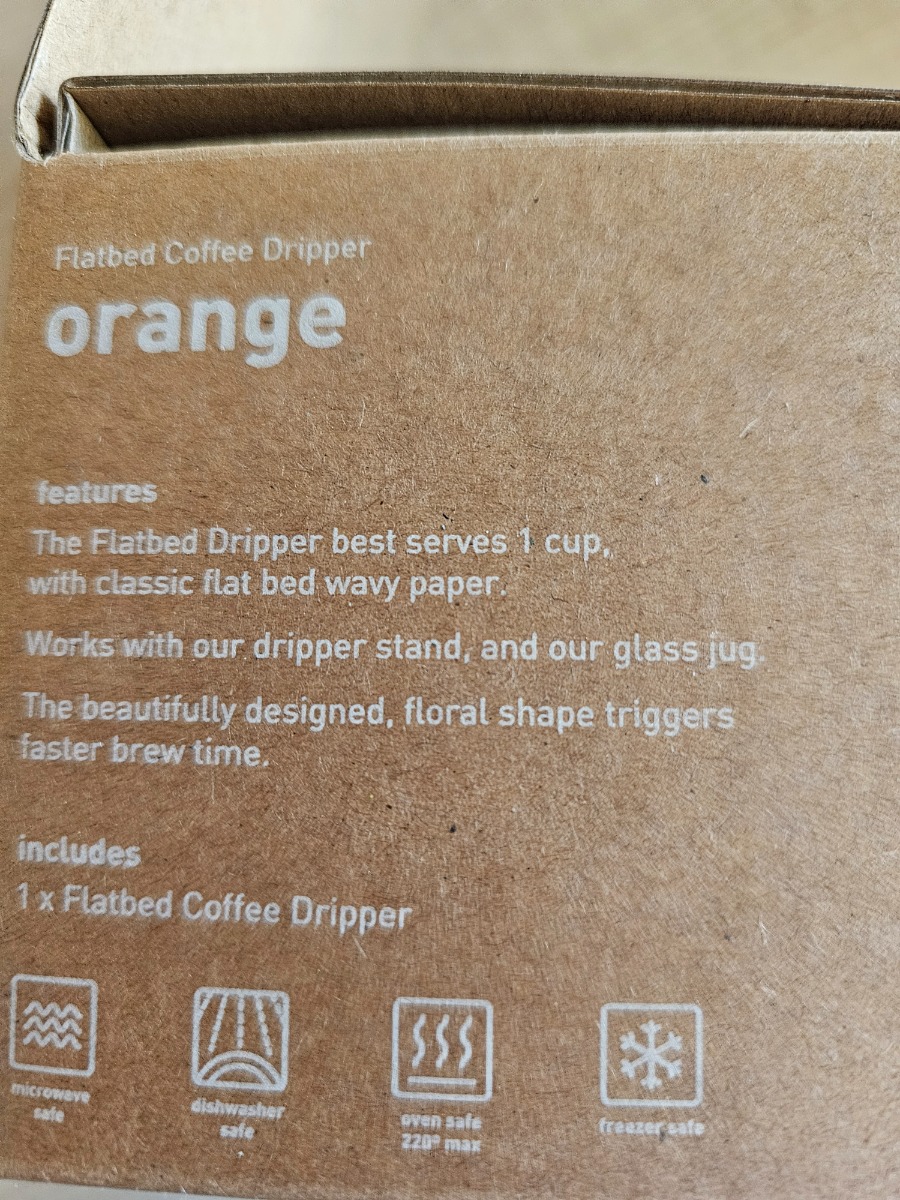 Flatbed Coffee Dripper
orange
features
The Flatbed Dripper best serves 1 cup,
with classic flat bed wavy paper.
Works with our dripper stand, and our glass jug.
The beautifully designed, floral shape triggers
faster brew time.
includes
1 x Flatbed Coffee Dripper
microwave
safe
dishwasher
safe
oven safe
220° max
freezer safe